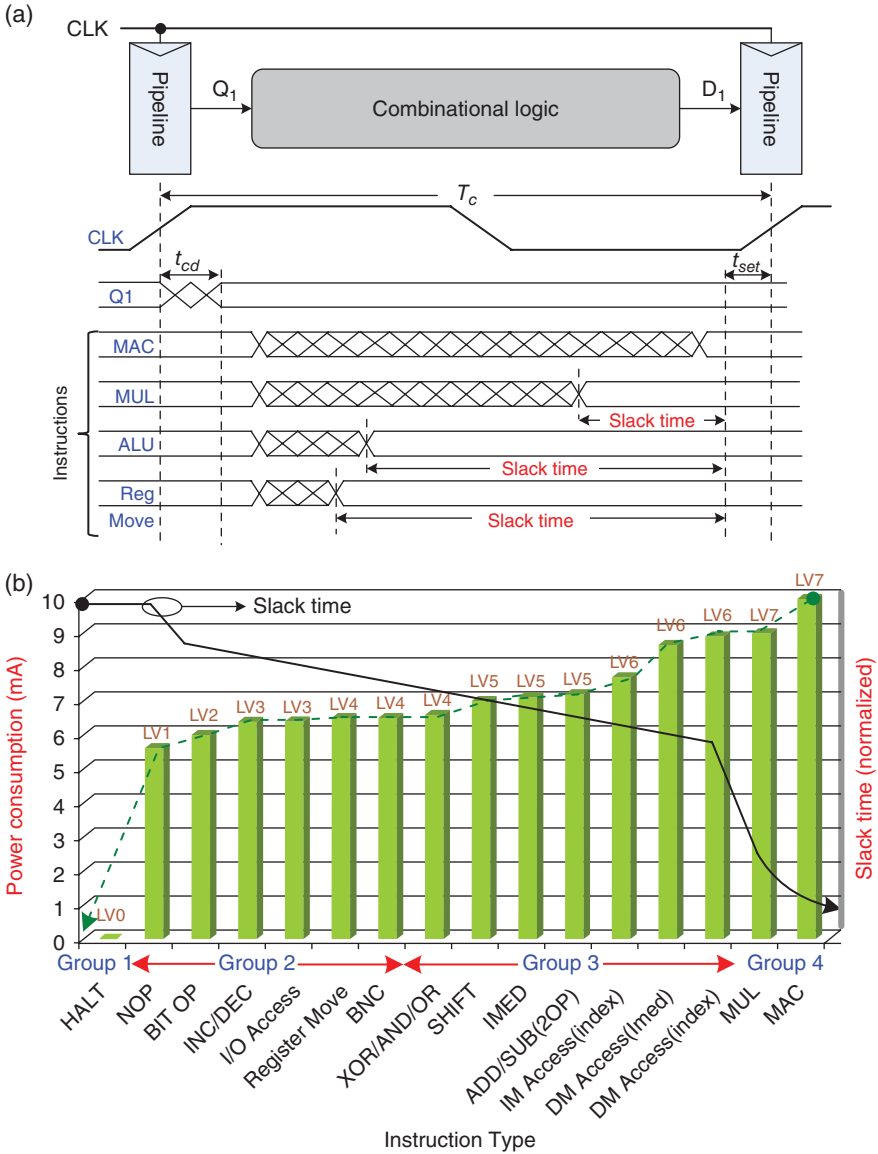 (a)
CLK
Pipeline
Q1
Combinational logic
D1
Pipeline
Tc
CLK
tcd
tset
Q1
Instructions
MAC
MUL
Slack time
ALU
Slack time
Reg
Move
Slack time
(b)
Power consumption (mA)
10
9
8
7
6
5
4
3
2
1
0
Slack time
LV0
LV1
LV2
LV3
LV3
LV4
LV4
LV4
LV5
LV5
LV5
LV6
LV6
LV6
LV7
LV7
Slack time (normalized)
Group 1
Group 2
Group 3
Group 4
HALT
NOP
BIT OP
INC/DEC
I/O Access
Register Move
BNC
XOR/AND/OR
SHIFT
IMED
ADD/SUB(2OP)
IM Access(index)
DM Access(Imed)
DM Access(index)
MUL
MAC
Instruction Type